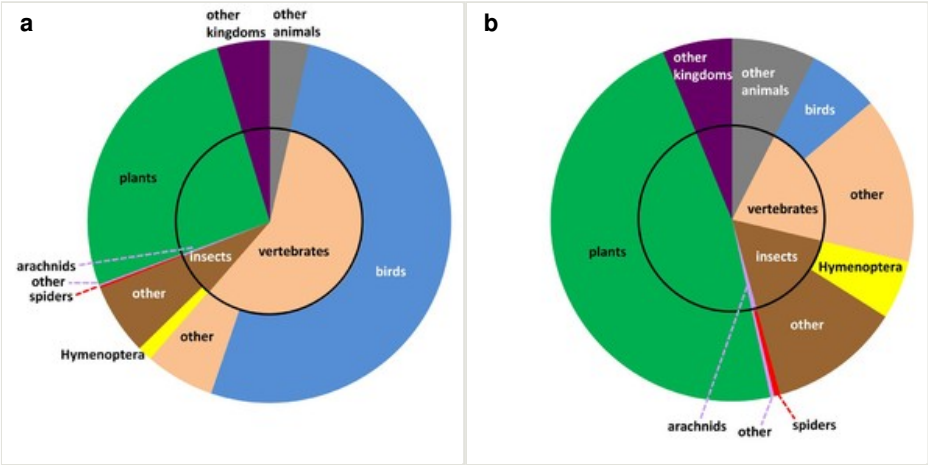 a
other
kingdoms
other
animals
plants
vertebrates
birds
insects
arachnids
other
spiders
other
Hymenoptera
other
b
other
kingdoms
other
animals
birds
other
vertebrates
plants
insects
Hymenoptera
other
arachnids
other
spiders